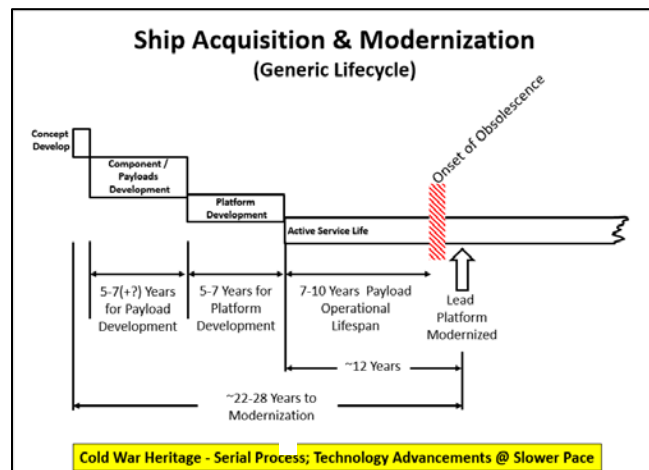 Ship Acquisition & Modernization
(Generic Lifecycle)
Onset of Obsolescence
Concept
Develop
Component /
Payloads
Development
Platform
Development
Active Service Life
5-7(+?) Years
for Payload
Development
5-7 Years for
Platform
Development
7-10 Years Payload
Operational
Lifespan
Lead
Platform
Modernized
~12 Years
~22-28 Years to
Modernization
Cold War Heritage - Serial Process; Technology Advancements @ Slower Pace